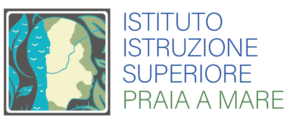 ISTITUTO
ISTRUZIONE
SUPERIORE
PRAIA A MARE